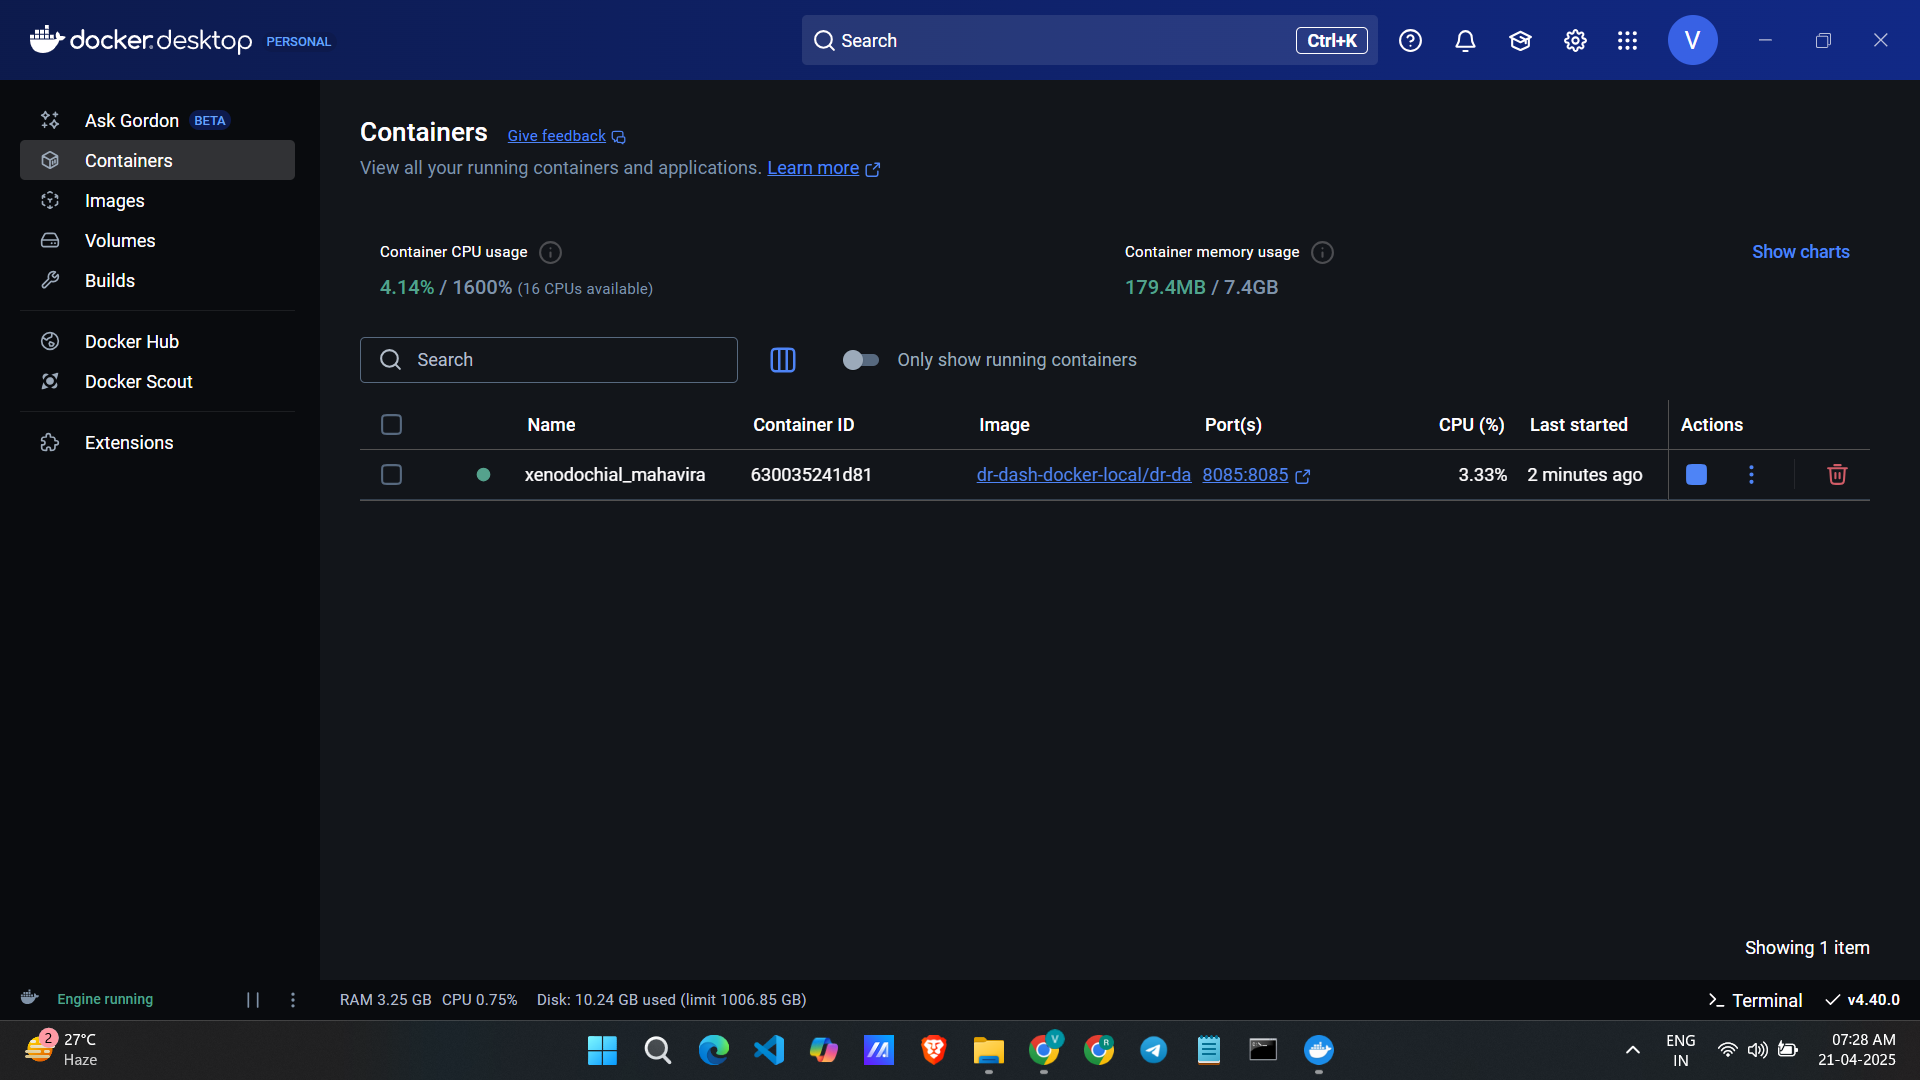 docker.desktop PERSONAL
Search Ctrl+K
V
Ask Gordon BETA
Containers
Images
Volumes
Builds
Docker Hub
Docker Scout
Extensions
Containers Give feedback
View all your running containers and applications. Learn more
Container CPU usage
4.14% / 1600% (16 CPUs available)
Container memory usage
179.4MB / 7.4GB
Show charts
Search
Only show running containers
Name Container ID Image Port(s) CPU (%) Last started Actions
xenodochial_mahavira 630035241d81 dr-dash-docker-local/dr-da 8085:8085 3.33% 2 minutes ago
Showing 1 item
Engine running
RAM 3.25 GB CPU 0.75% Disk: 10.24 GB used (limit 1006.85 GB)
Terminal v4.40.0
2
27°C
Haze
V
R
ENG
IN
07:28 AM
21-04-2025